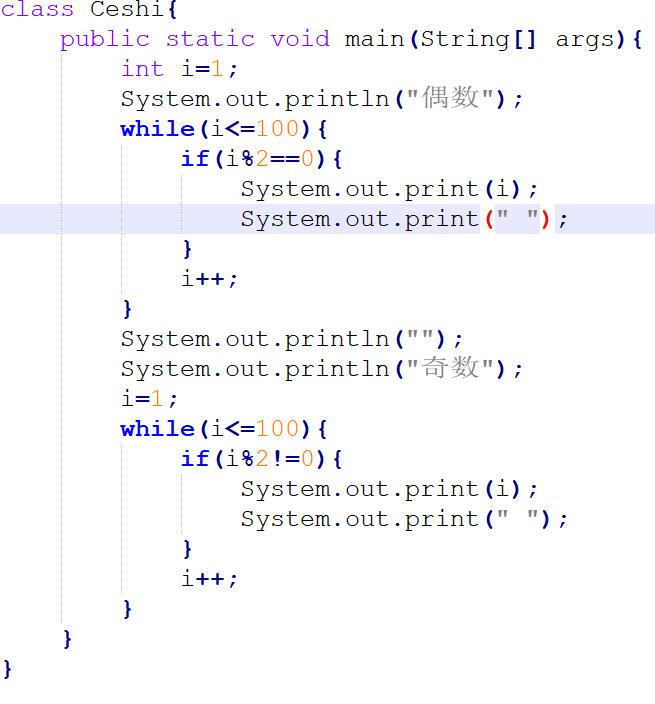 class Ceshi{
    public static void main(String[] args){
        int i=1;
        System.out.println("偶数");
        while(i<=100){
            if(i%2==0){
                System.out.print(i);
                System.out.print(" ");
            }
            i++;
        }
        System.out.println("");
        System.out.println("奇数");
        i=1;
        while(i<=100){
            if(i%2!=0){
                System.out.print(i);
                System.out.print(" ");
            }
            i++;
        }
    }
}